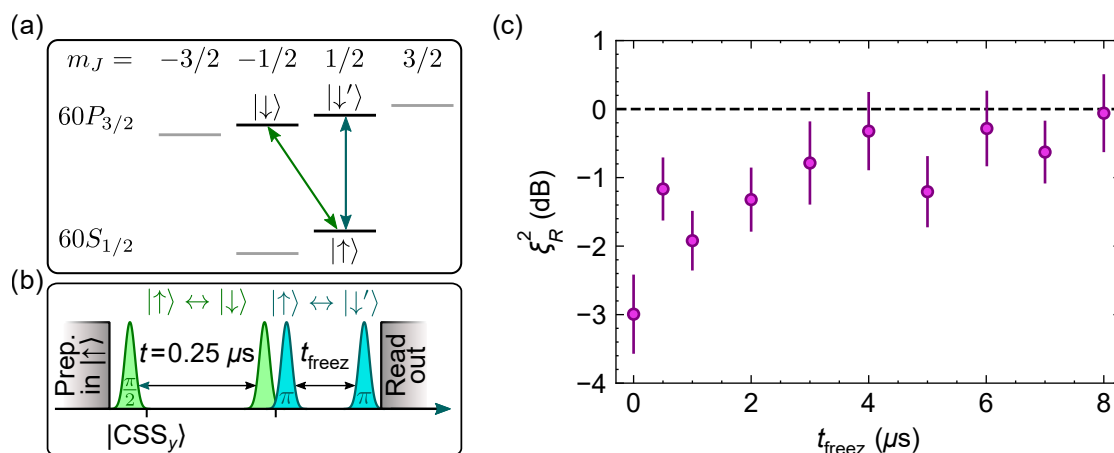 (a)
m_J = −3/2 −1/2 1/2 3/2
60P_{3/2}
|↓⟩
|↓′⟩
60S_{1/2}
|↑⟩
(b)
|↑⟩ ↔ |↓⟩ |↑⟩ ↔ |↓′⟩
Prep.
in |↑⟩
π/2
t = 0.25 μs
π
t_freez
π
Read
out
|CSS_y⟩
(c)
1
0
−1
−2
−3
−4
ξ²_R (dB)
0 2 4 6 8
t_freez (μs)